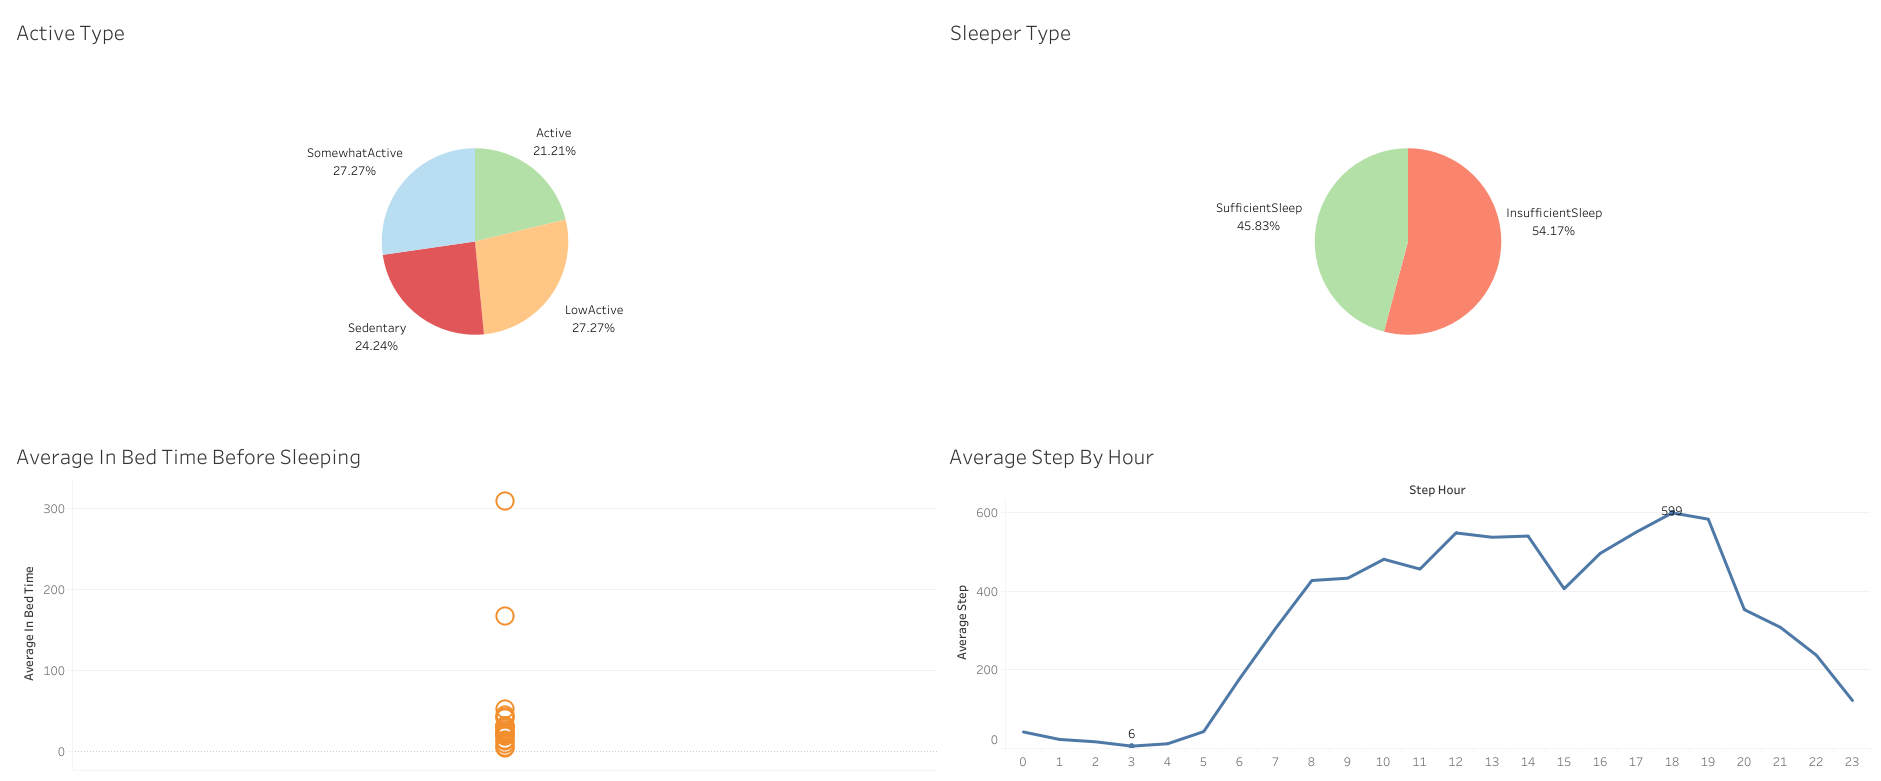 Active Type
Active
21.21%
SomewhatActive
27.27%
LowActive
27.27%
Sedentary
24.24%
Sleeper Type
SufficientSleep
45.83%
InsufficientSleep
54.17%
Average In Bed Time Before Sleeping
Average In Bed Time
300
200
100
0
Average Step By Hour
Step Hour
Average Step
600
400
200
0
599
6
0 1 2 3 4 5 6 7 8 9 10 11 12 13 14 15 16 17 18 19 20 21 22 23